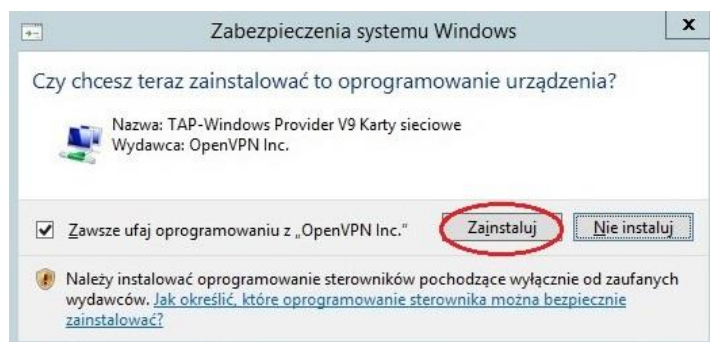 Zabezpieczenia systemu Windows
x
Czy chcesz teraz zainstalować to oprogramowanie urządzenia?
Nazwa: TAP-Windows Provider V9 Karty sieciowe
Wydawca: OpenVPN Inc.
Zawsze ufaj oprogramowaniu z „OpenVPN Inc.”
Zainstaluj
Nie instaluj
Należy instalować oprogramowanie sterowników pochodzące wyłącznie od zaufanych
wydawców. Jak określić, które oprogramowanie sterownika można bezpiecznie
zainstalować?